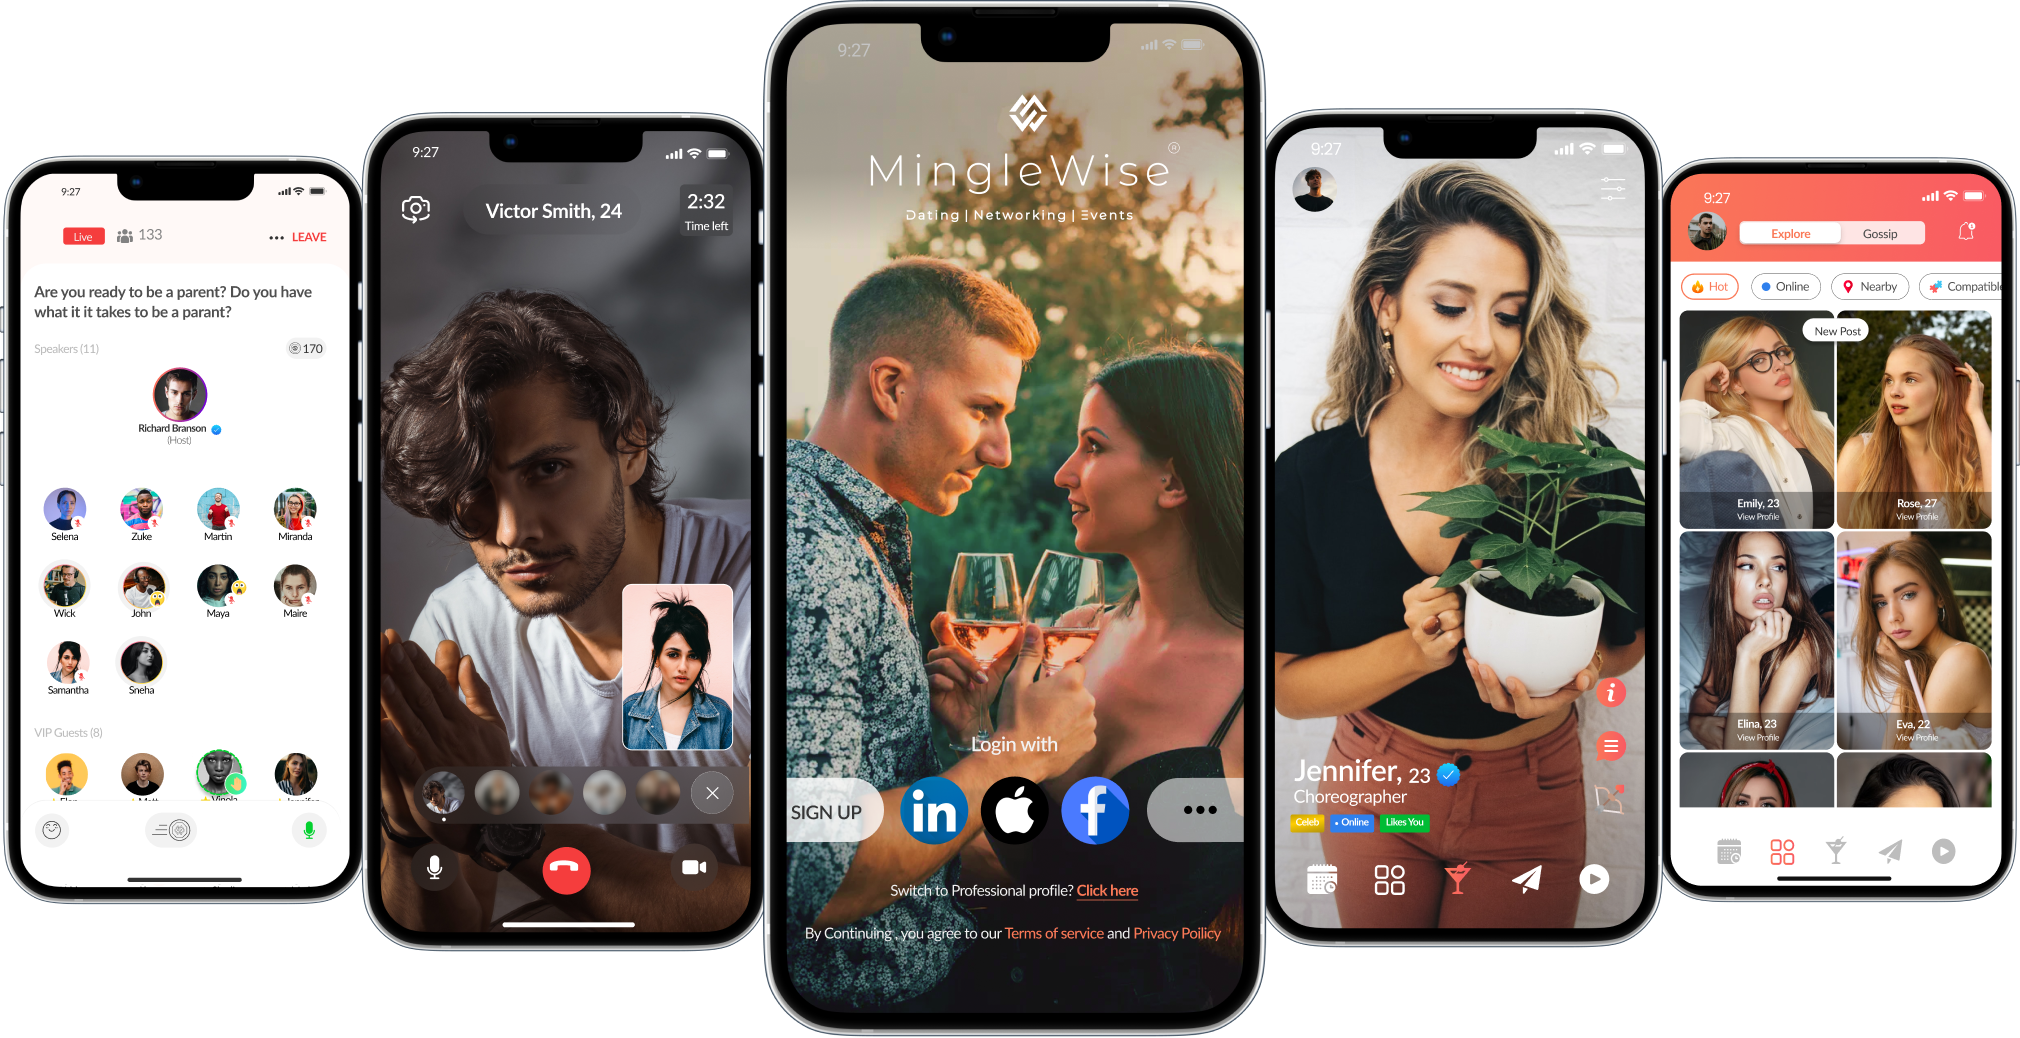 9:27
Live
133
LEAVE
Are you ready to be a parent? Do you have
what it it takes to be a parant?
Speakers (11)
170
Richard Branson
(Host)
Selena
Zuke
Martin
Miranda
Wick
John
Maya
Maire
Samantha
Sneha
VIP Guests (8)
9:27
Victor Smith, 24
2:32
Time left
9:27
MingleWise ®
Dating | Networking | Events
Login with
SIGN UP
in
f
Switch to Professional profile? Click here
By Continuing , you agree to our Terms of service and Privacy Poilicy
9:27
i
Jennifer, 23
Choreographer
Celeb
Online
Likes You
9:27
Explore
Gossip
Hot
Online
Nearby
Compatible
New Post
Emily, 23
View Profile
Rose, 27
View Profile
Elina, 23
View Profile
Eva, 22
View Profile